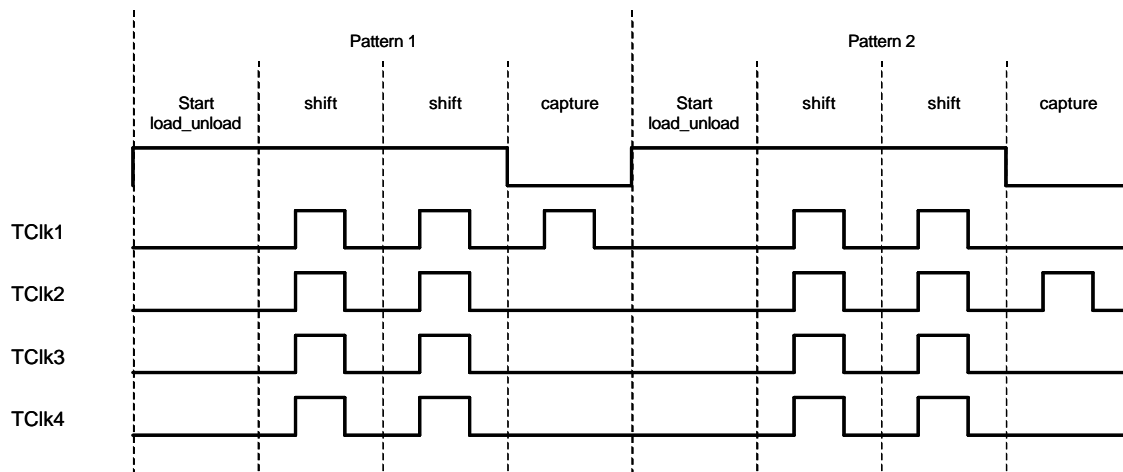 Pattern 1
Pattern 2
Start
load_unload
shift
shift
capture
Start
load_unload
shift
shift
capture
TClk1
TClk2
TClk3
TClk4